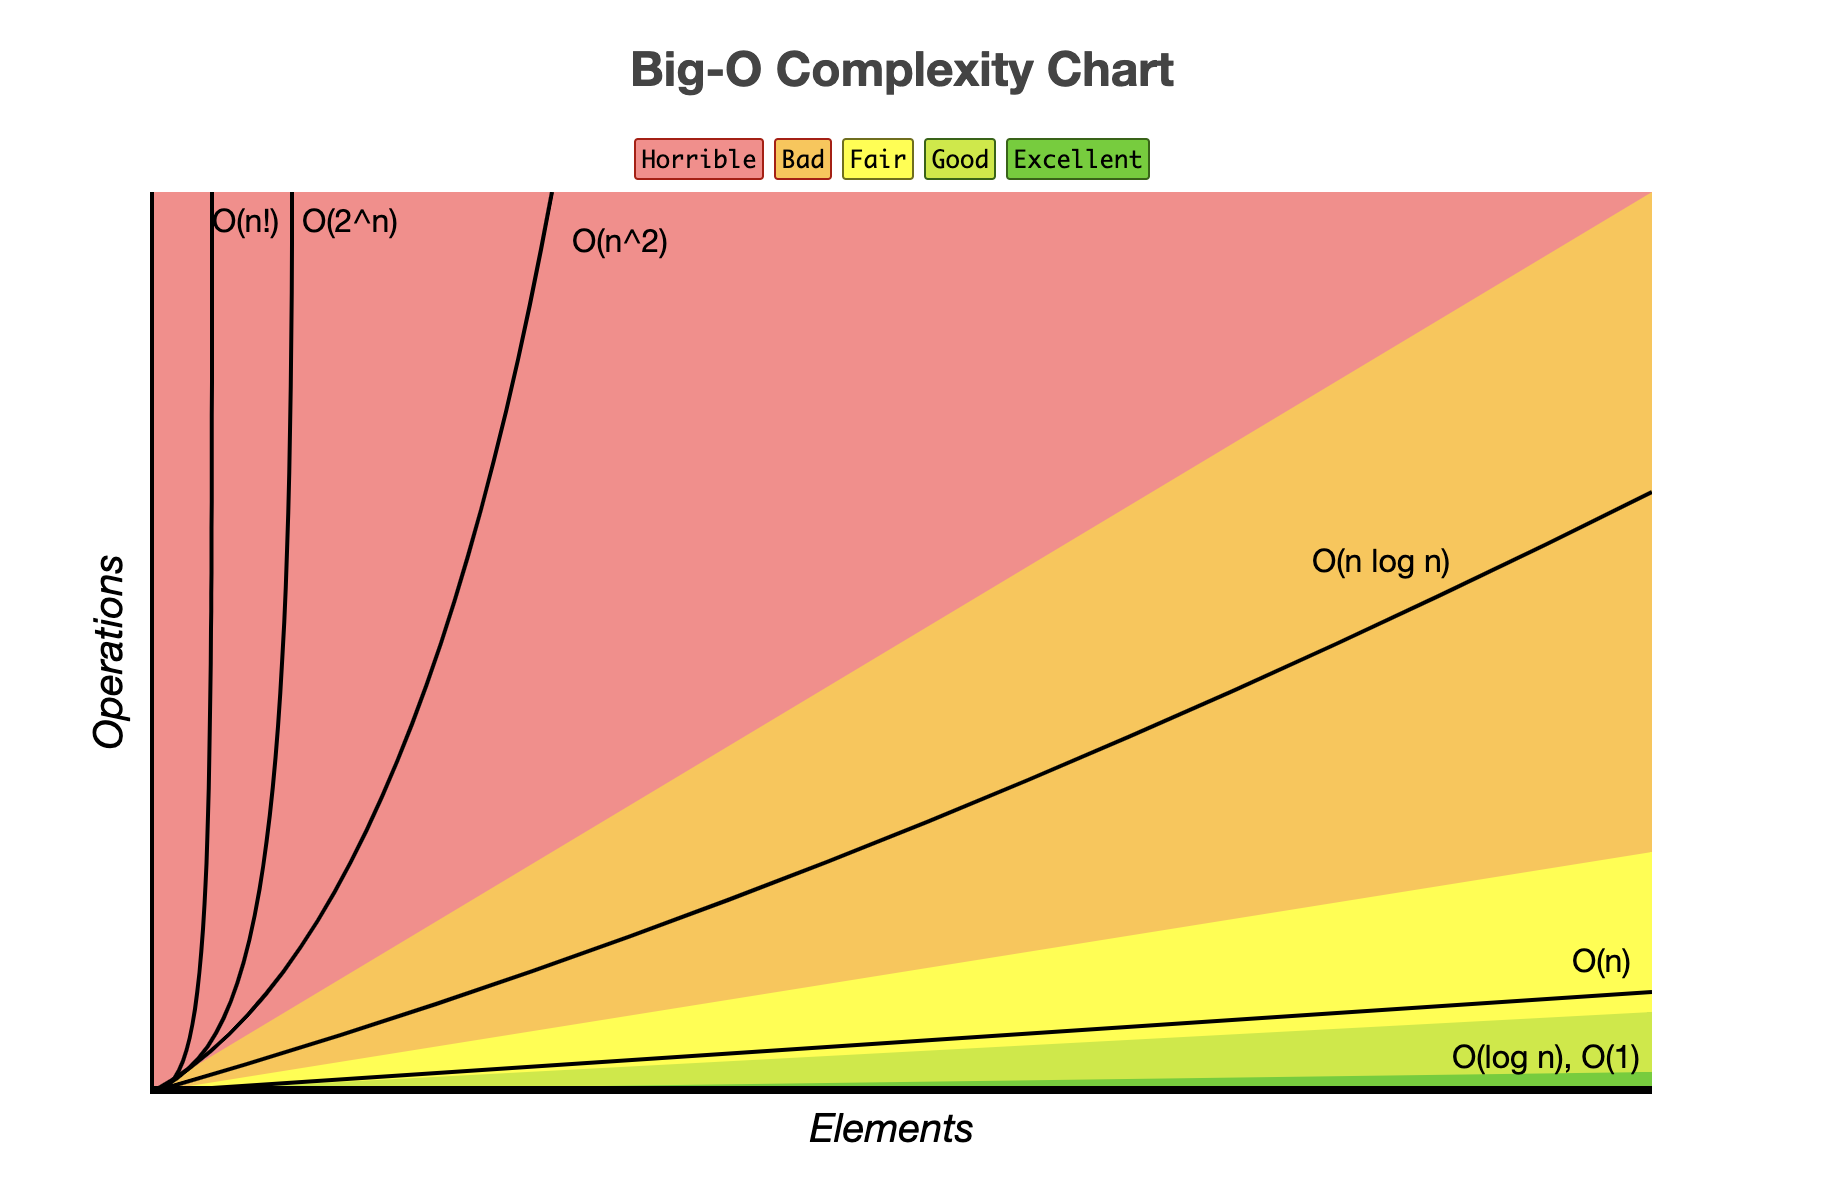 Big-O Complexity Chart
Horrible Bad Fair Good Excellent
O(n!) O(2^n)
O(n^2)
O(n log n)
Operations
O(n)
O(log n), O(1)
Elements